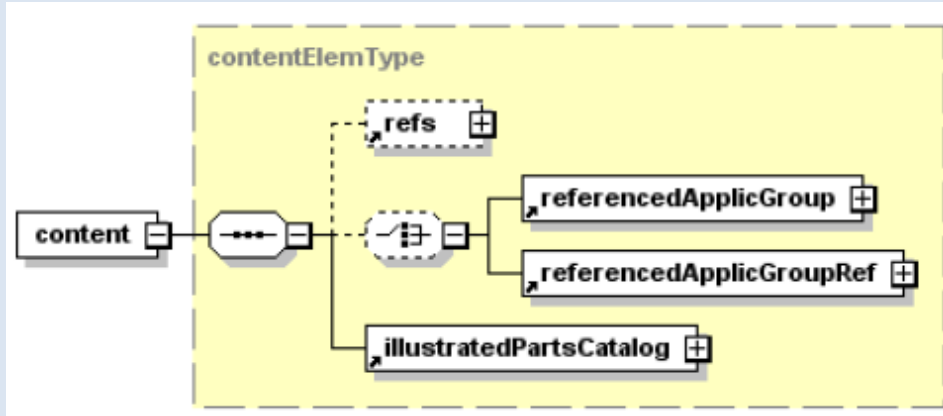 contentElemType
refs
referencedApplicGroup
content
referencedApplicGroupRef
illustratedPartsCatalog